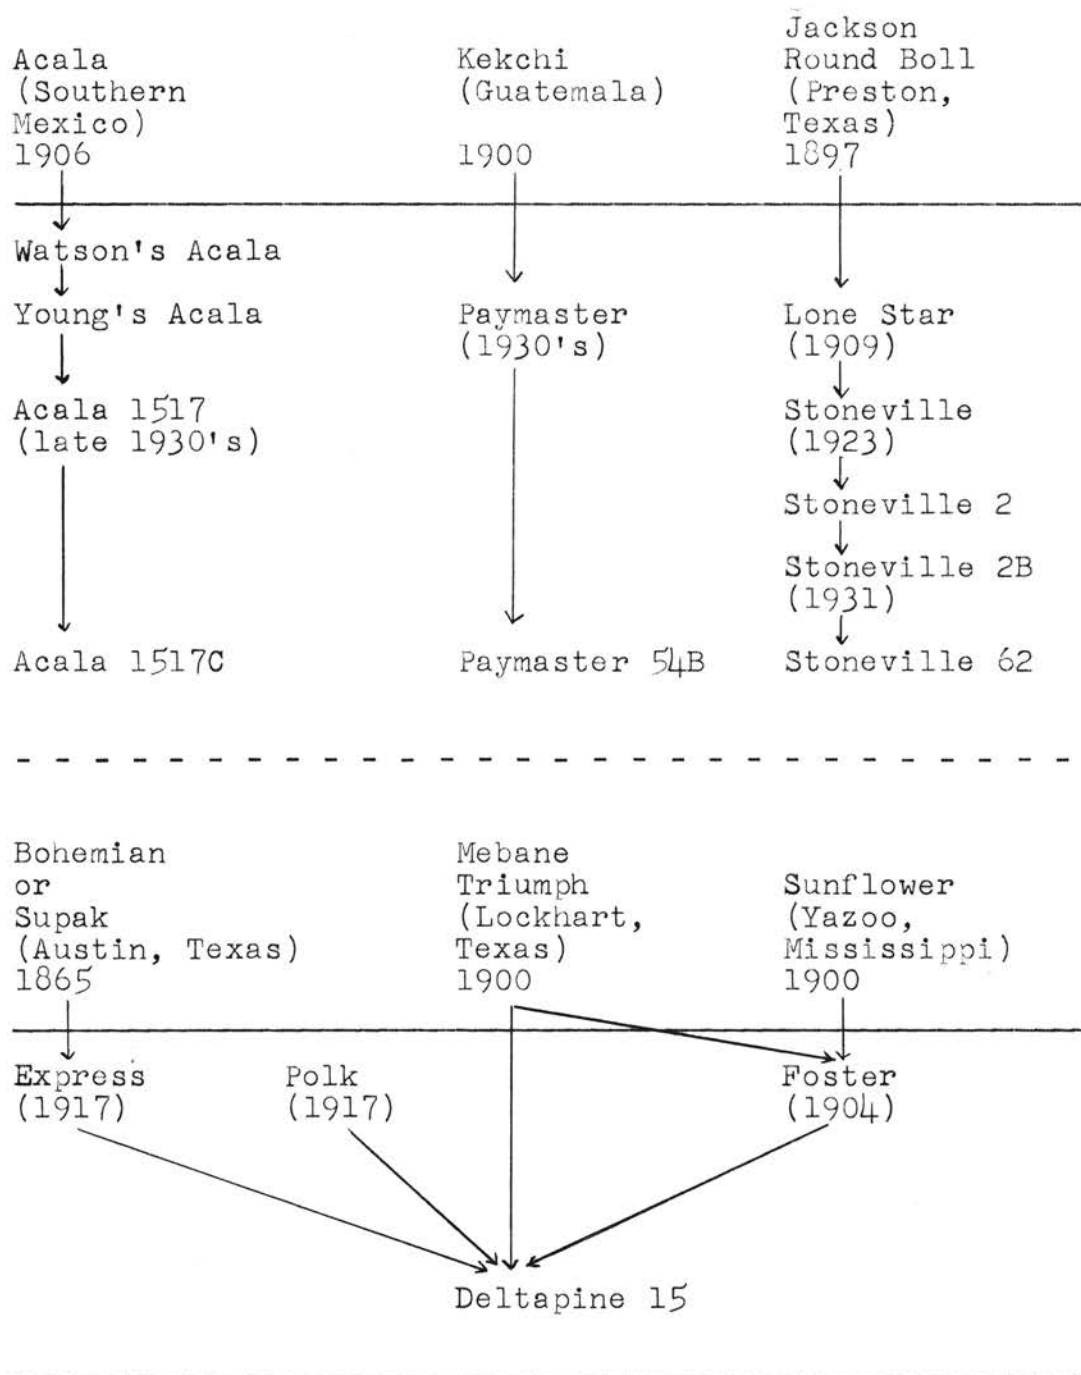 Acala
(Southern
Mexico)
1906
Kekchi
(Guatemala)
1900
Jackson
Round Boll
(Preston,
Texas)
1897
Watson's Acala
Young's Acala
Paymaster
(1930's)
Lone Star
(1909)
Acala 1517
(late 1930's)
Stoneville
(1923)
Stoneville 2
Stoneville 2B
(1931)
Acala 1517C
Paymaster 54B
Stoneville 62
Bohemian
or
Supak
(Austin, Texas)
1865
Mebane
Triumph
(Lockhart,
Texas)
1900
Sunflower
(Yazoo,
Mississippi)
1900
Express
(1917)
Polk
(1917)
Foster
(1904)
Deltapine 15